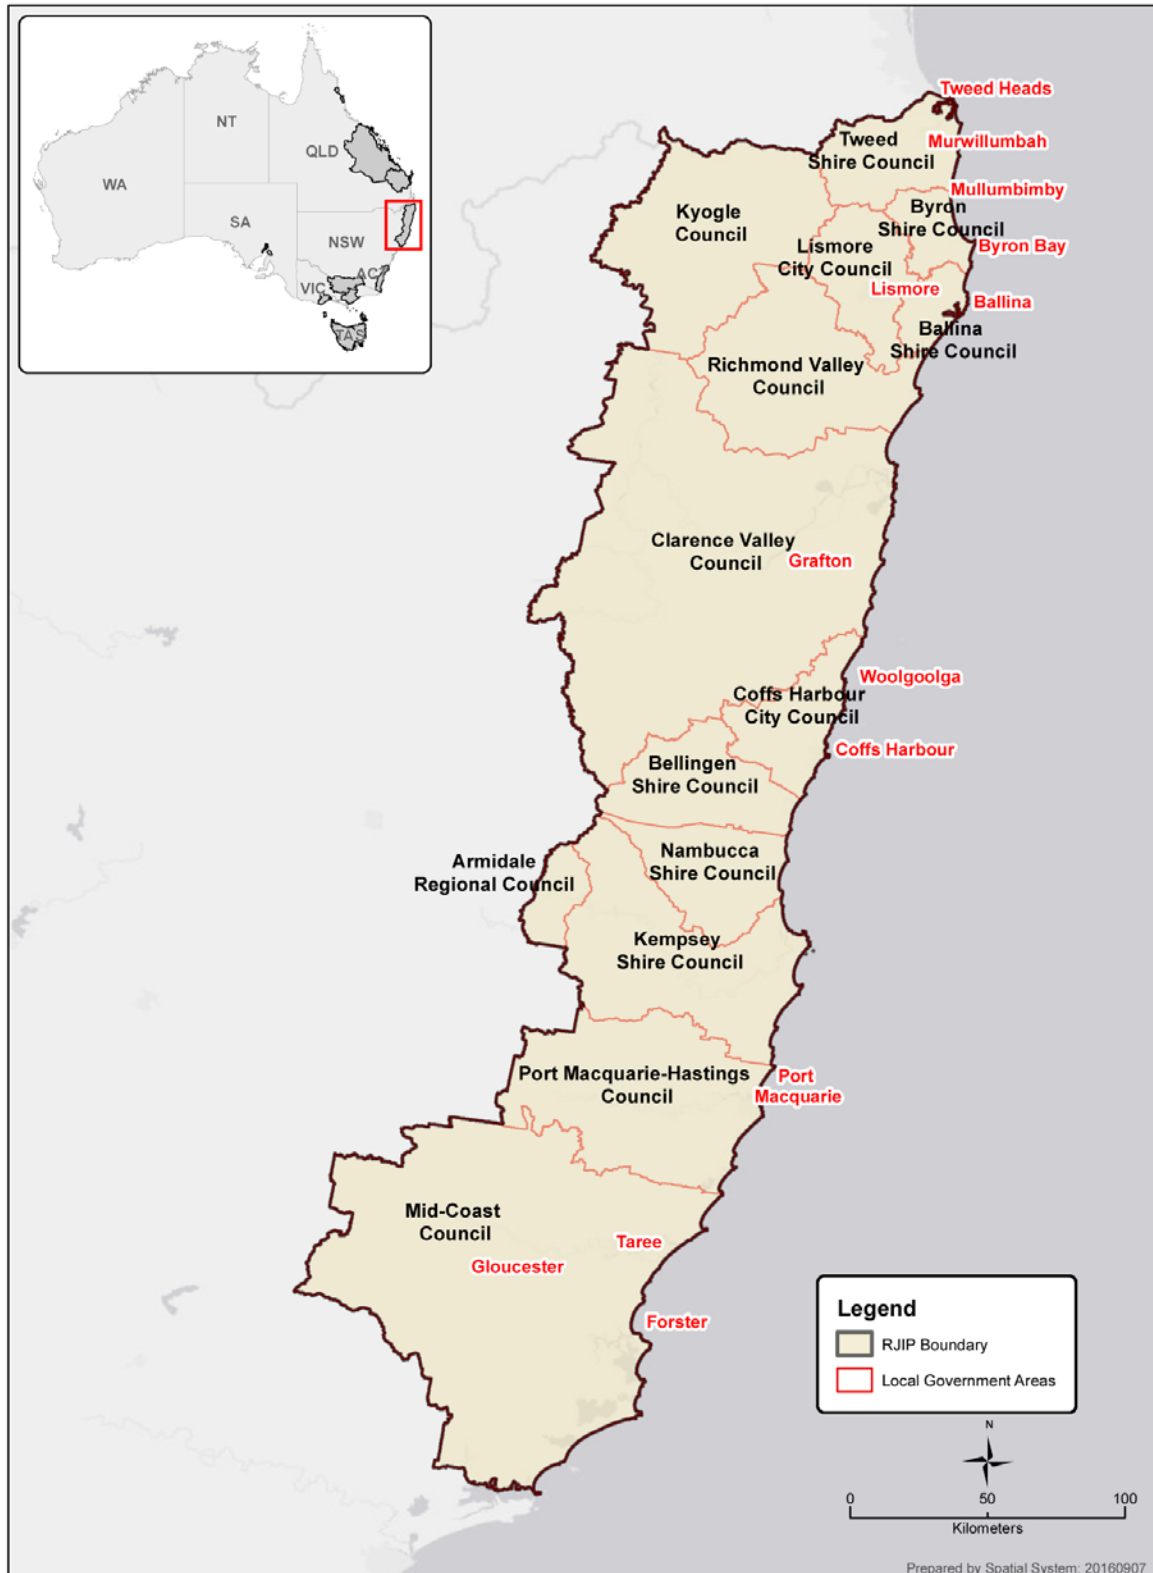 NT
QLD
WA
SA
NSW
AC
VIC
TAS
Tweed Heads
Tweed
Shire Council
Murwillumbah
Mullumbimby
Byron
Shire Council
Kyogle
Council
Lismore
City Council
Byron Bay
Lismore
Ballina
Ballina
Shire Council
Richmond Valley
Council
Clarence Valley
Council
Grafton
Woolgoolga
Coffs Harbour
City Council
Coffs Harbour
Bellingen
Shire Council
Nambucca
Shire Council
Armidale
Regional Council
Kempsey
Shire Council
Port Macquarie-Hastings
Council
Port
Macquarie
Mid-Coast
Council
Taree
Gloucester
Forster
Legend
RJIP Boundary
Local Government Areas
N
0 50 100
Kilometers
Prepared by Spatial System: 20160907